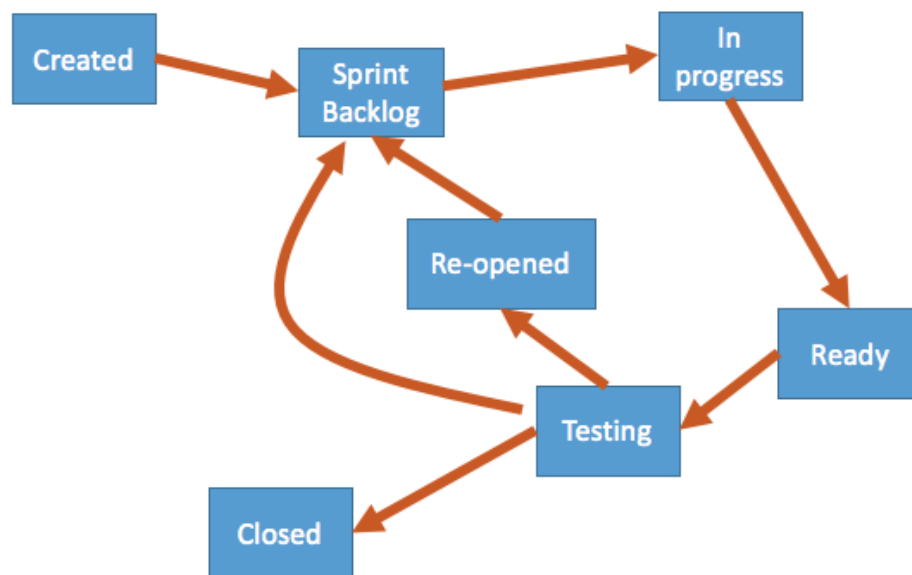 Created
Sprint
Backlog
In
progress
Re-opened
Ready
Testing
Closed